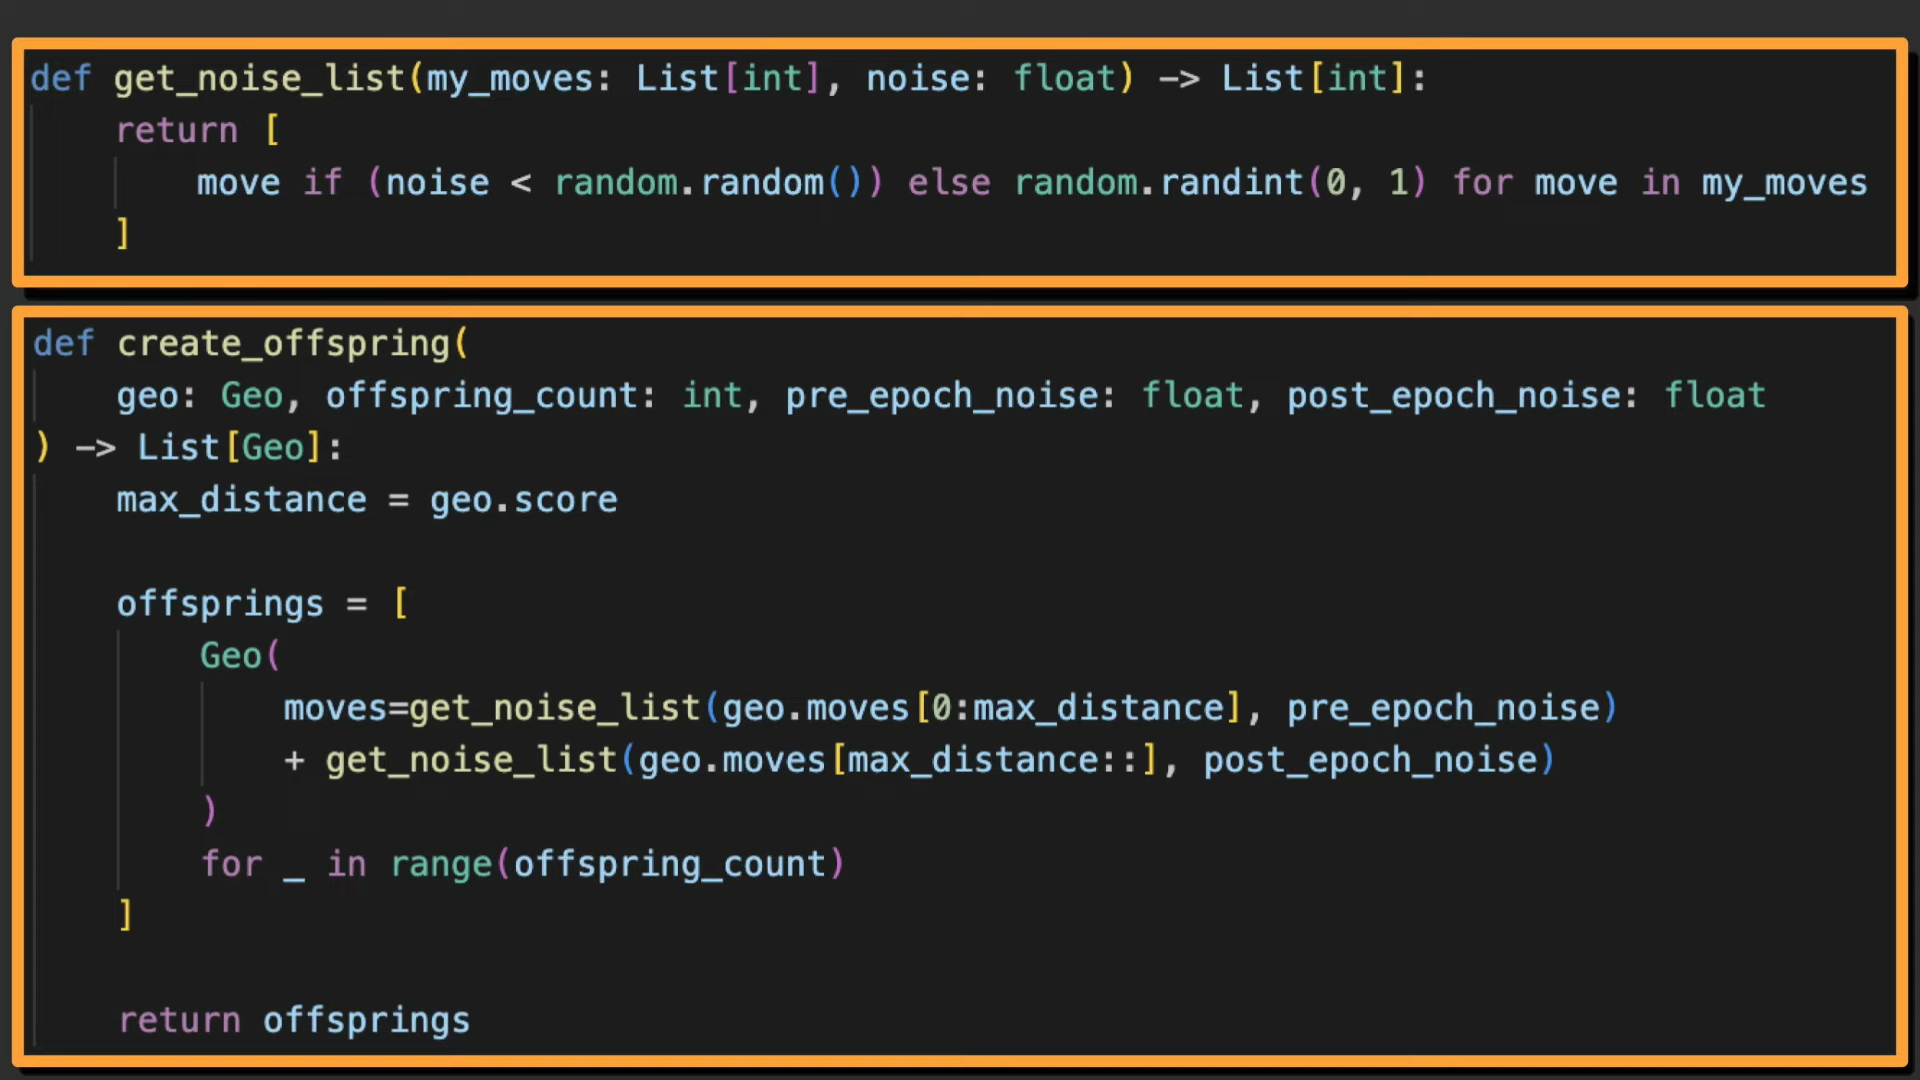 def get_noise_list(my_moves: List[int], noise: float) -> List[int]:
    return [
        move if (noise < random.random()) else random.randint(0, 1) for move in my_moves
    ]
def create_offspring(
    geo: Geo, offspring_count: int, pre_epoch_noise: float, post_epoch_noise: float
) -> List[Geo]:
    max_distance = geo.score
    offsprings = [
        Geo(
            moves=get_noise_list(geo.moves[0:max_distance], pre_epoch_noise)
            + get_noise_list(geo.moves[max_distance::], post_epoch_noise)
        )
        for _ in range(offspring_count)
    ]
    return offsprings